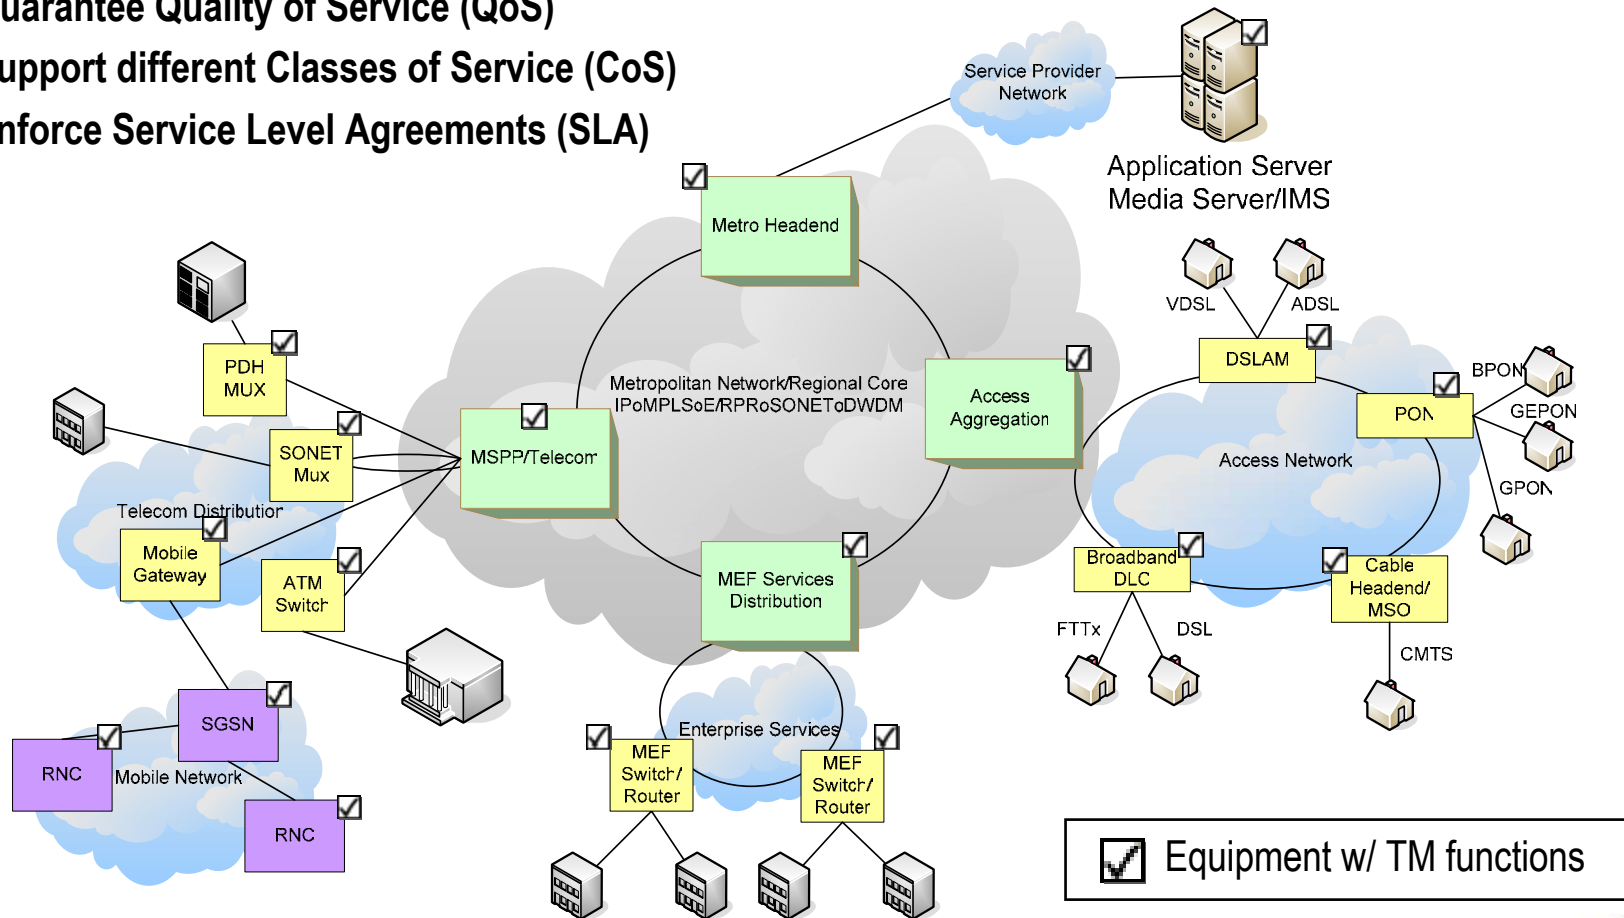 uarantee Quality of Service (QoS)
upport different Classes of Service (CoS)
nforce Service Level Agreements (SLA)
Service Provider
Network
Application Server
Media Server/IMS
Metro Headend
VDSL
ADSL
DSLAM
PDH
MUX
BPON
GEPON
GPON
PON
Metropolitan Network/Regional Core
IPoMPLSoE/RPRoSONEToDWDM
Access
Aggregation
Access Network
MSPP/Telecom
SONET
Mux
Telecom Distribution
Mobile
Gateway
ATM
Switch
MEF Services
Distribution
Broadband
DLC
Cable
Headend/
MSO
FTTx
DSL
CMTS
SGSN
RNC
Mobile Network
RNC
Enterprise Services
MEF
Switch/
Router
MEF
Switch/
Router
Equipment w/ TM functions